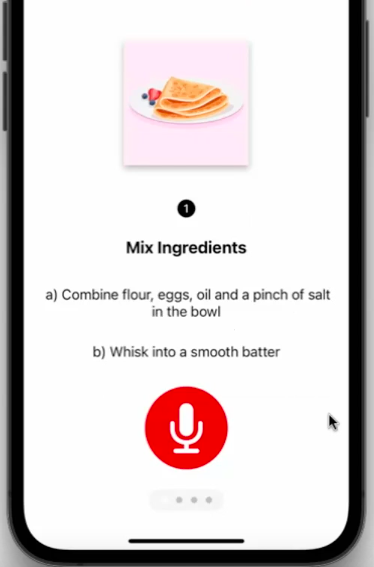 1
Mix Ingredients
a) Combine flour, eggs, oil and a pinch of salt
in the bowl
b) Whisk into a smooth batter